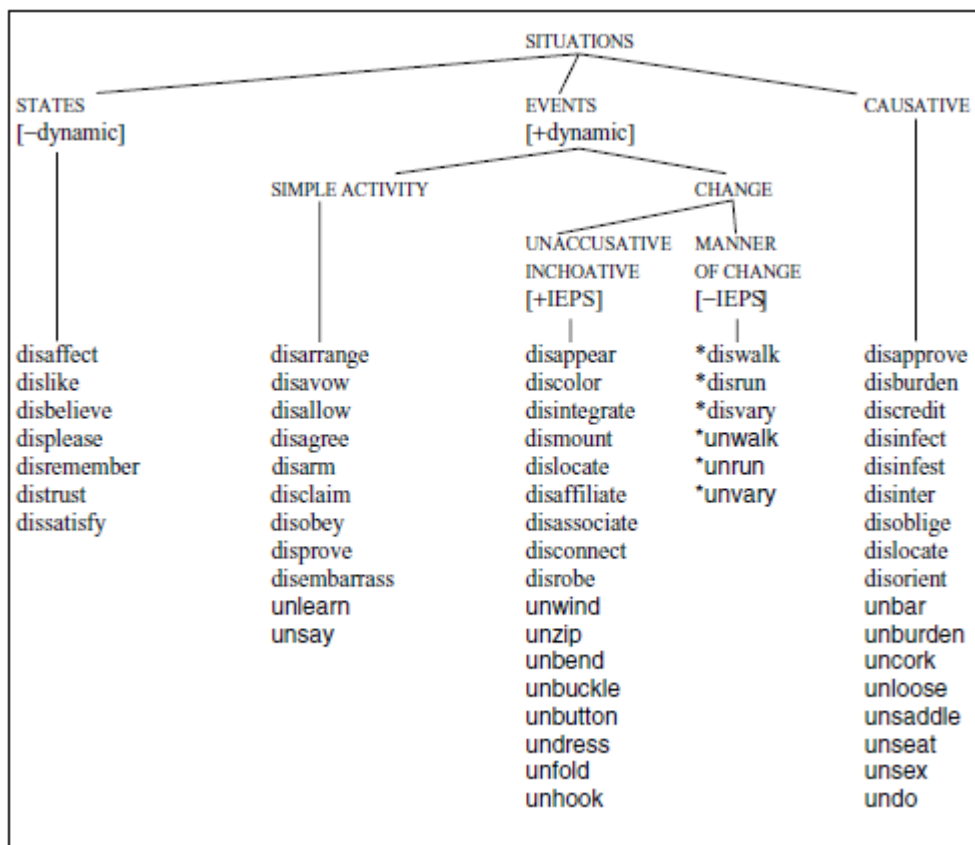 SITUATIONS
STATES EVENTS CAUSATIVE
[−dynamic] [+dynamic]
SIMPLE ACTIVITY CHANGE
UNACCUSATIVE MANNER
INCHOATIVE OF CHANGE
[+IEPS] [−IEPS]
disaffect disarrange disappear *diswalk disapprove
dislike disavow discolor *disrun disburden
disbelieve disallow disintegrate *disvary discredit
displease disagree dismount *unwalk disinfect
disremember disarm dislocate *unrun disinfest
distrust disclaim disaffiliate *unvary disinter
dissatisfy disobey disassociate disoblige
disprove disconnect dislocate
disembarrass disrobe disorient
unlearn unwind unbar
unsay unzip unburden
unbend uncork
unbuckle unloose
unbutton unsaddle
undress unseat
unfold unsex
unhook undo